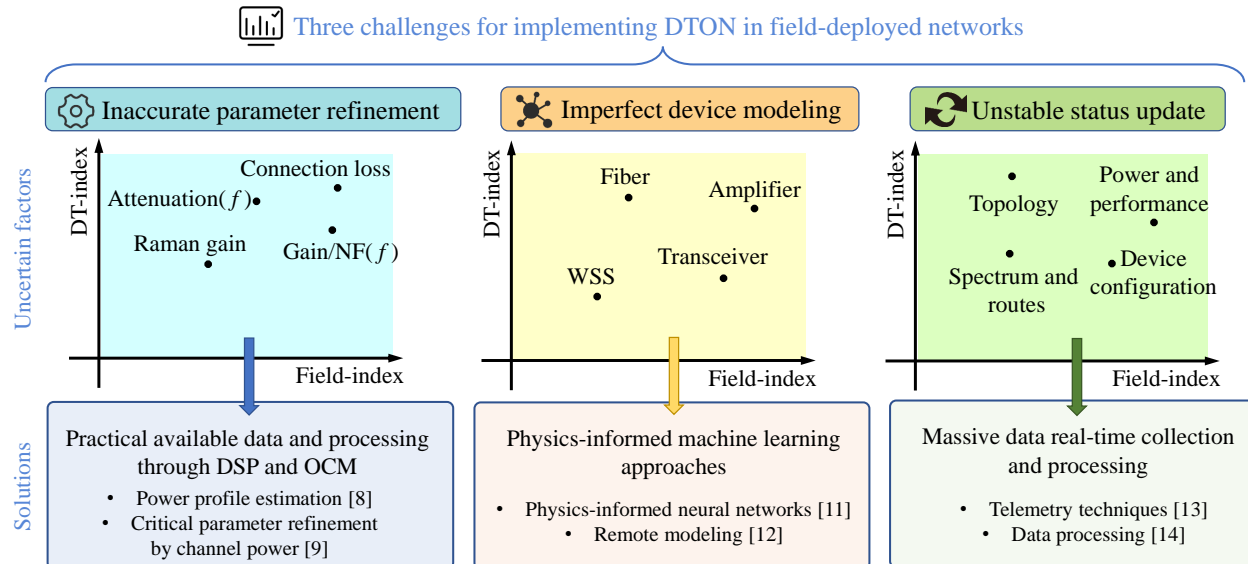 Three challenges for implementing DTON in field-deployed networks
Inaccurate parameter refinement
Imperfect device modeling
Unstable status update
Uncertain factors
DT-index
Connection loss
Attenuation(f)
Raman gain
Gain/NF(f)
Field-index
DT-index
Fiber
Amplifier
Transceiver
WSS
Field-index
DT-index
Topology
Power and
performance
Spectrum and
routes
Device
configuration
Field-index
Solutions
Practical available data and processing
through DSP and OCM
• Power profile estimation [8]
• Critical parameter refinement
by channel power [9]
Physics-informed machine learning
approaches
• Physics-informed neural networks [11]
• Remote modeling [12]
Massive data real-time collection
and processing
• Telemetry techniques [13]
• Data processing [14]